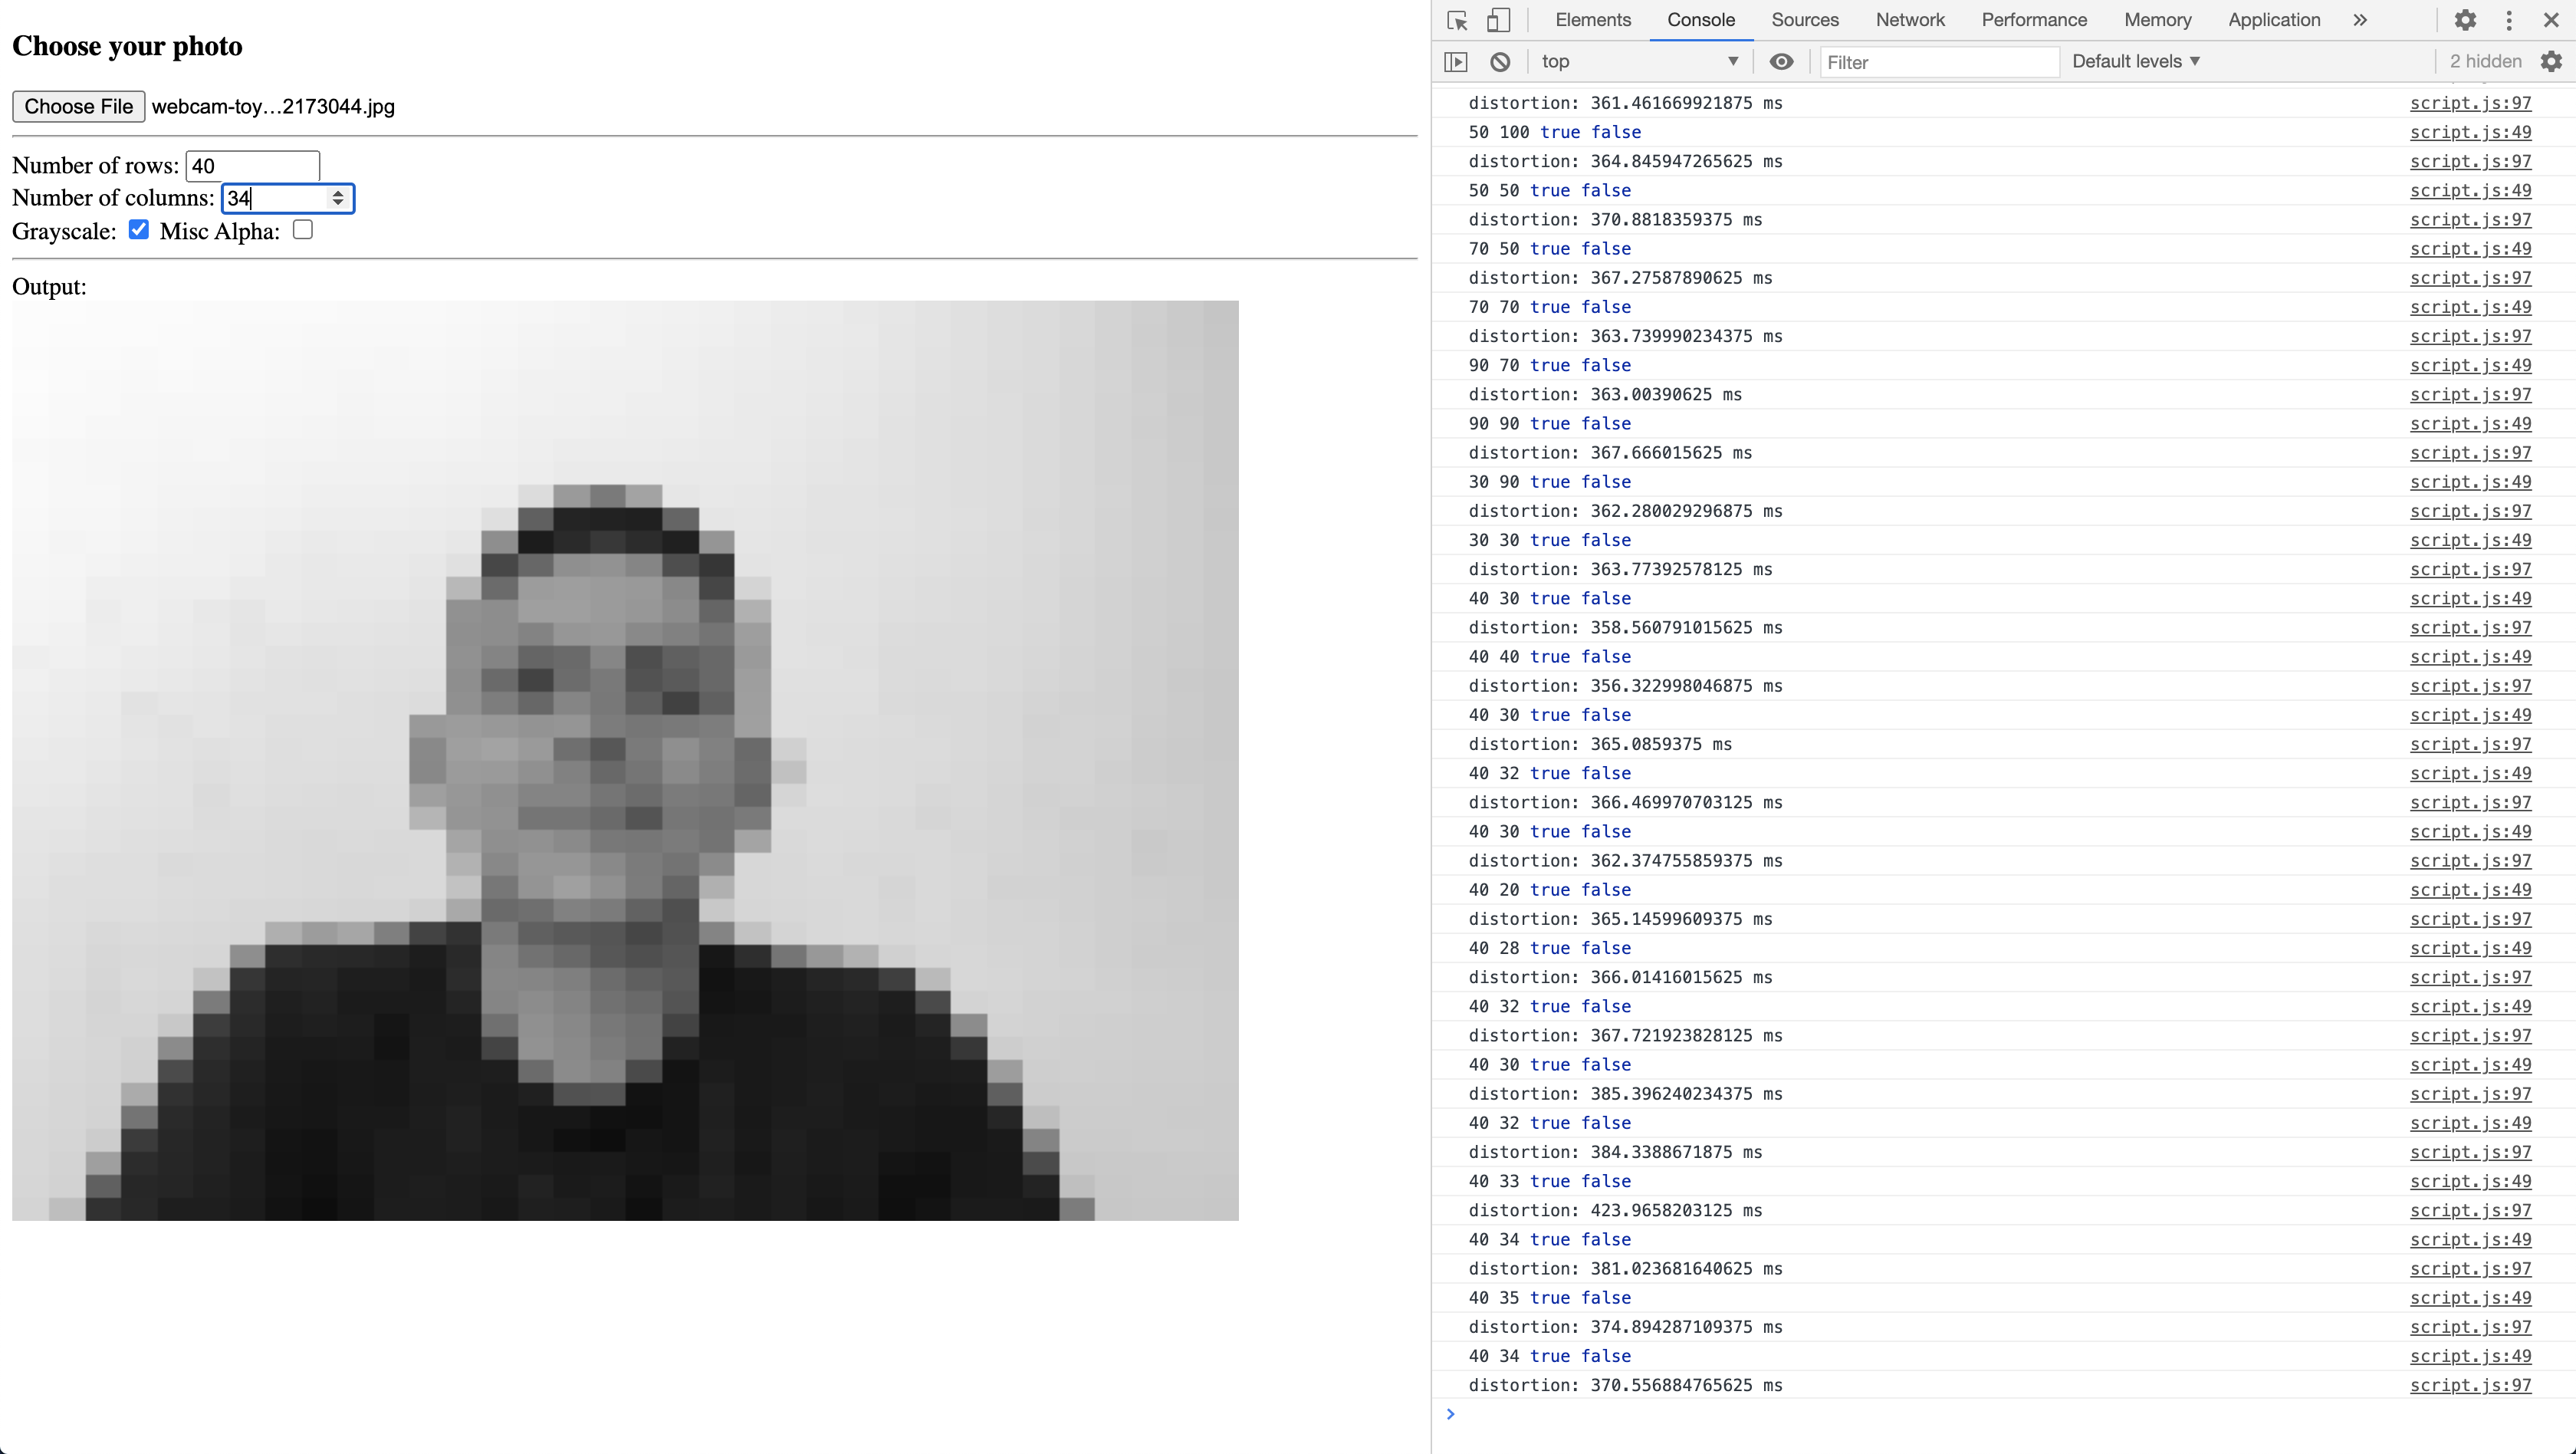 Choose your photo
Choose File webcam-toy…2173044.jpg
Number of rows: 40
Number of columns: 34
Grayscale: Misc Alpha:
Output:
Elements Console Sources Network Performance Memory Application »
top ▼ Filter Default levels ▼ 2 hidden
distortion: 361.461669921875 ms script.js:97
50 100 true false script.js:49
distortion: 364.845947265625 ms script.js:97
50 50 true false script.js:49
distortion: 370.8818359375 ms script.js:97
70 50 true false script.js:49
distortion: 367.27587890625 ms script.js:97
70 70 true false script.js:49
distortion: 363.739990234375 ms script.js:97
90 70 true false script.js:49
distortion: 363.00390625 ms script.js:97
90 90 true false script.js:49
distortion: 367.666015625 ms script.js:97
30 90 true false script.js:49
distortion: 362.280029296875 ms script.js:97
30 30 true false script.js:49
distortion: 363.77392578125 ms script.js:97
40 30 true false script.js:49
distortion: 358.560791015625 ms script.js:97
40 40 true false script.js:49
distortion: 356.322998046875 ms script.js:97
40 30 true false script.js:49
distortion: 365.0859375 ms script.js:97
40 32 true false script.js:49
distortion: 366.469970703125 ms script.js:97
40 30 true false script.js:49
distortion: 362.374755859375 ms script.js:97
40 20 true false script.js:49
distortion: 365.14599609375 ms script.js:97
40 28 true false script.js:49
distortion: 366.01416015625 ms script.js:97
40 32 true false script.js:49
distortion: 367.721923828125 ms script.js:97
40 30 true false script.js:49
distortion: 385.396240234375 ms script.js:97
40 32 true false script.js:49
distortion: 384.3388671875 ms script.js:97
40 33 true false script.js:49
distortion: 423.9658203125 ms script.js:97
40 34 true false script.js:49
distortion: 381.023681640625 ms script.js:97
40 35 true false script.js:49
distortion: 374.894287109375 ms script.js:97
40 34 true false script.js:49
distortion: 370.556884765625 ms script.js:97